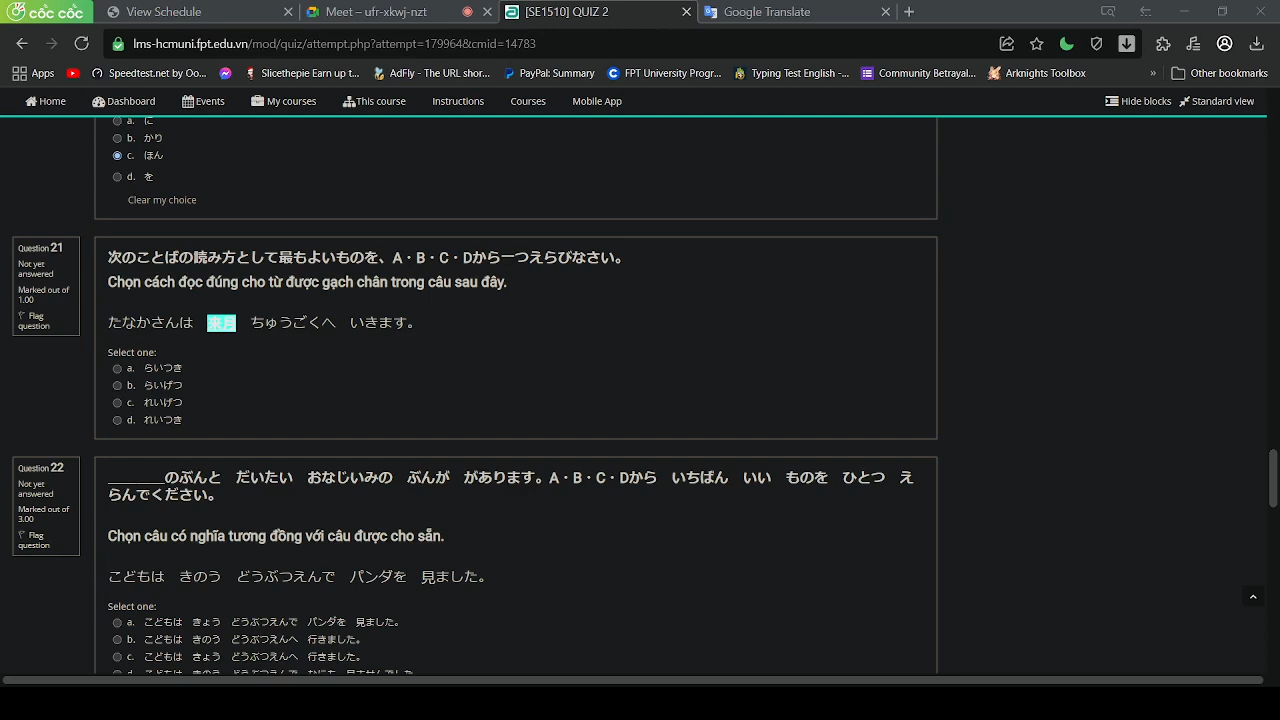 cốc cốc
View Schedule
Meet – ufr-xkwj-nzt
[SE1510] QUIZ 2
Google Translate
lms-hcmuni.fpt.edu.vn/mod/quiz/attempt.php?attempt=179964&cmid=14783
Apps
Speedtest.net by Oo...
Slicethepie Earn up t...
AdFly - The URL shor...
PayPal: Summary
FPT University Progr...
Typing Test English -...
Community Betrayal...
Arknights Toolbox
»
Other bookmarks
Home
Dashboard
Events
My courses
This course
Instructions
Courses
Mobile App
Hide blocks
Standard view
a. に
b. かり
c. ほん
d. を
Clear my choice
Question 21
Not yet
answered
Marked out of
1.00
Flag
question
次のことばの読み方として最もよいものを、A・B・C・Dから一つえらびなさい。
Chọn cách đọc đúng cho từ được gạch chân trong câu sau đây.
たなかさんは 来月 ちゅうごくへ いきます。
Select one:
a. らいつき
b. らいげつ
c. れいげつ
d. れいつき
Question 22
Not yet
answered
Marked out of
3.00
Flag
question
________のぶんと だいたい おなじいみの ぶんが があります。A・B・C・Dから いちばん いい ものを ひとつ え
らんでください。
Chọn câu có nghĩa tương đồng với câu được cho sẵn.
こどもは きのう どうぶつえんで パンダを 見ました。
Select one:
a. こどもは きょう どうぶつえんで パンダを 見ました。
b. こどもは きのう どうぶつえんへ 行きました。
c. こどもは きょう どうぶつえんへ 行きました。